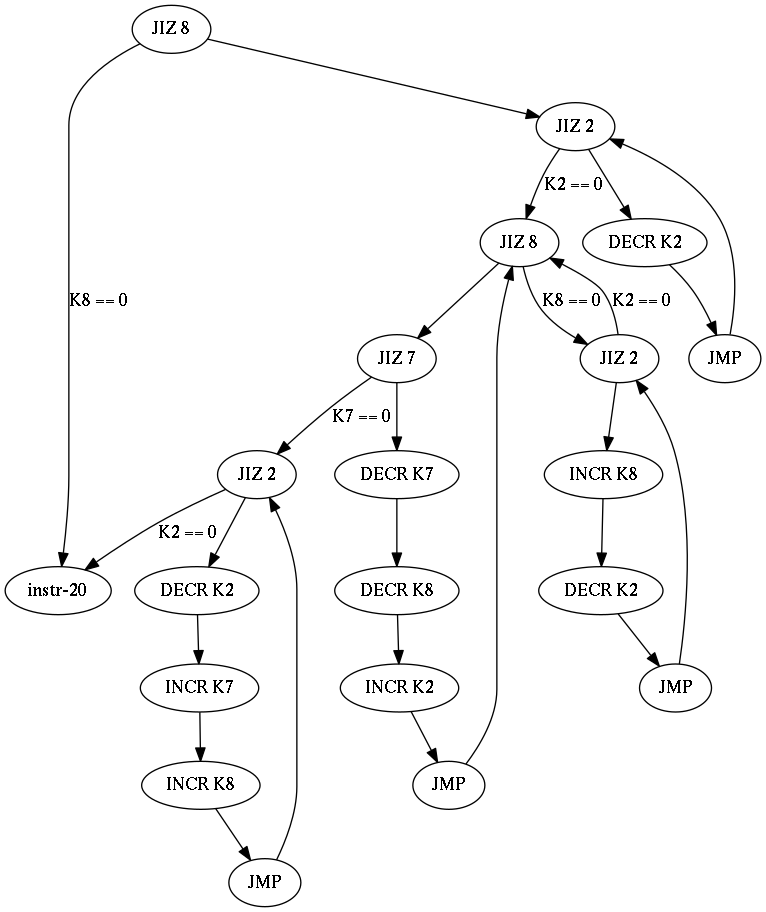 JIZ 8
JIZ 2
K2 == 0
JIZ 8
DECR K2
K8 == 0
K8 == 0
K2 == 0
JIZ 7
JIZ 2
JMP
K7 == 0
JIZ 2
DECR K7
INCR K8
K2 == 0
instr-20
DECR K2
DECR K8
DECR K2
INCR K7
INCR K2
JMP
INCR K8
JMP
JMP